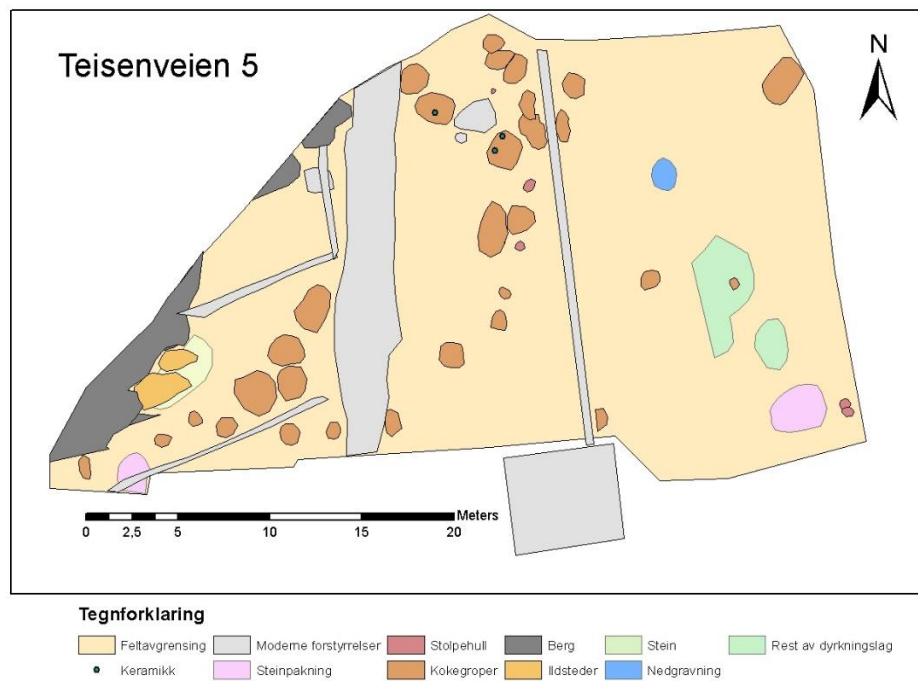 Teisenveien 5
N
Meters
0 2,5 5 10 15 20
Tegnforklaring
Feltavgrensing Moderne forstyrrelser Stolpehull Berg Stein Rest av dyrkningslag
Keramikk Steinpakning Kokegroper Ildsteder Nedgravning